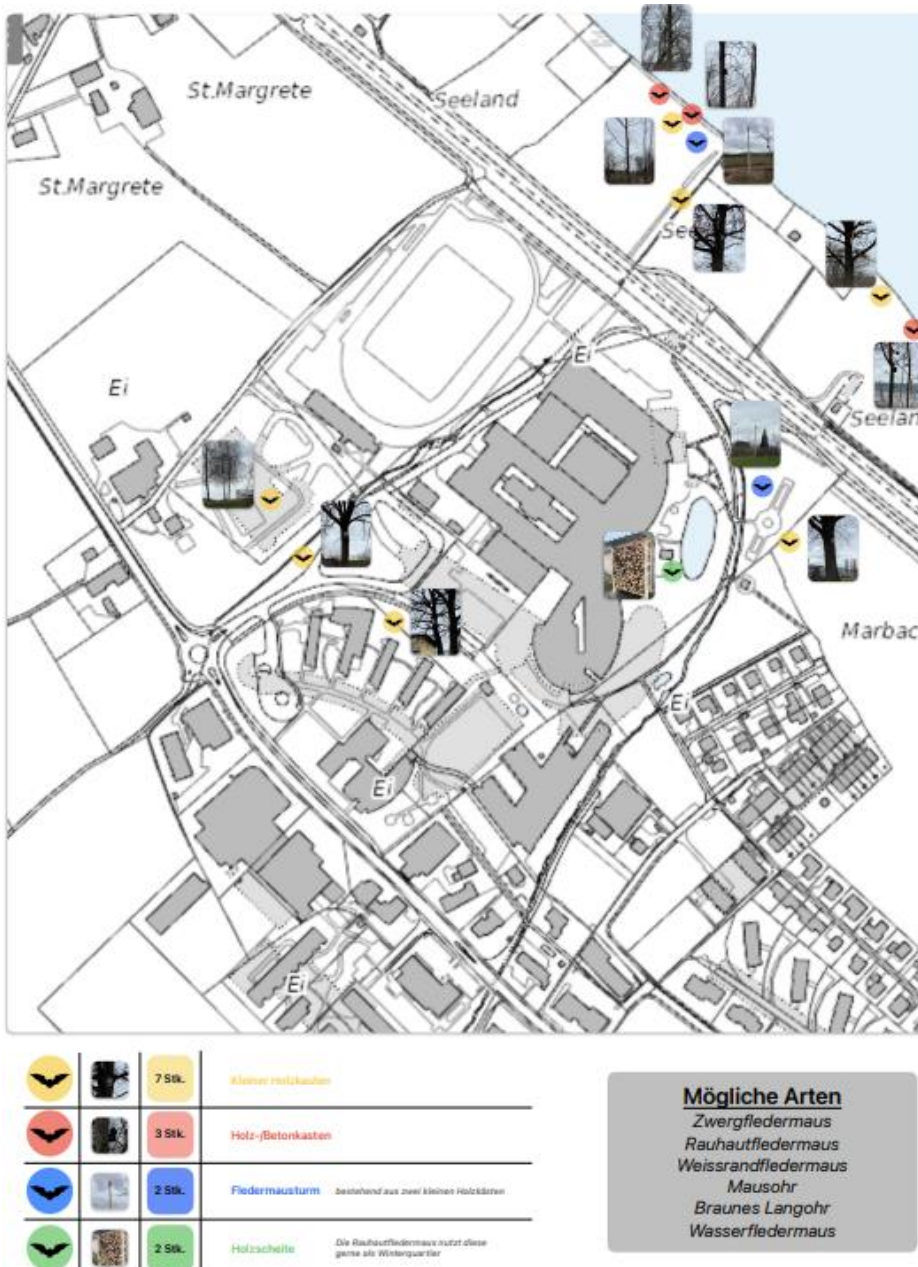 St.Margrete
Seeland
St.Margrete
Ei
Ei
Seeland
Marbac
Ei
Ei
Ei
7 Stk.
Kleiner Holzkasten
3 Stk.
Holz-/Betonkasten
2 Stk.
Fledermausturm
bestehend aus zwei kleinen Holzkästen
2 Stk.
Holzscheite
Die Rauhautfledermaus nutzt diese
gerne als Winterquartier
Mögliche Arten
Zwergfledermaus
Rauhautfledermaus
Weissrandfledermaus
Mausohr
Braunes Langohr
Wasserfledermaus